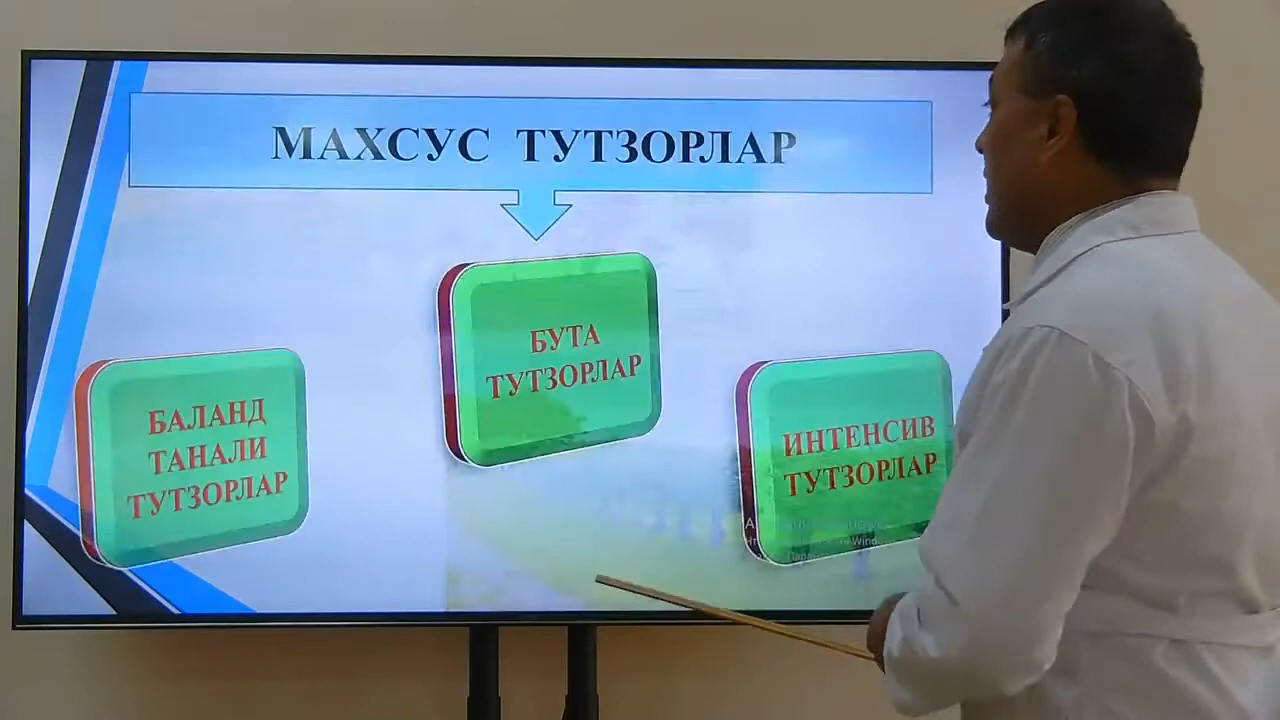 МАХСУС ТУТЗОРЛАР
БУТА
ТУТЗОРЛАР
БАЛАНД
ТАНАЛИ
ТУТЗОРЛАР
ИНТЕНСИВ
ТУТЗОРЛАР